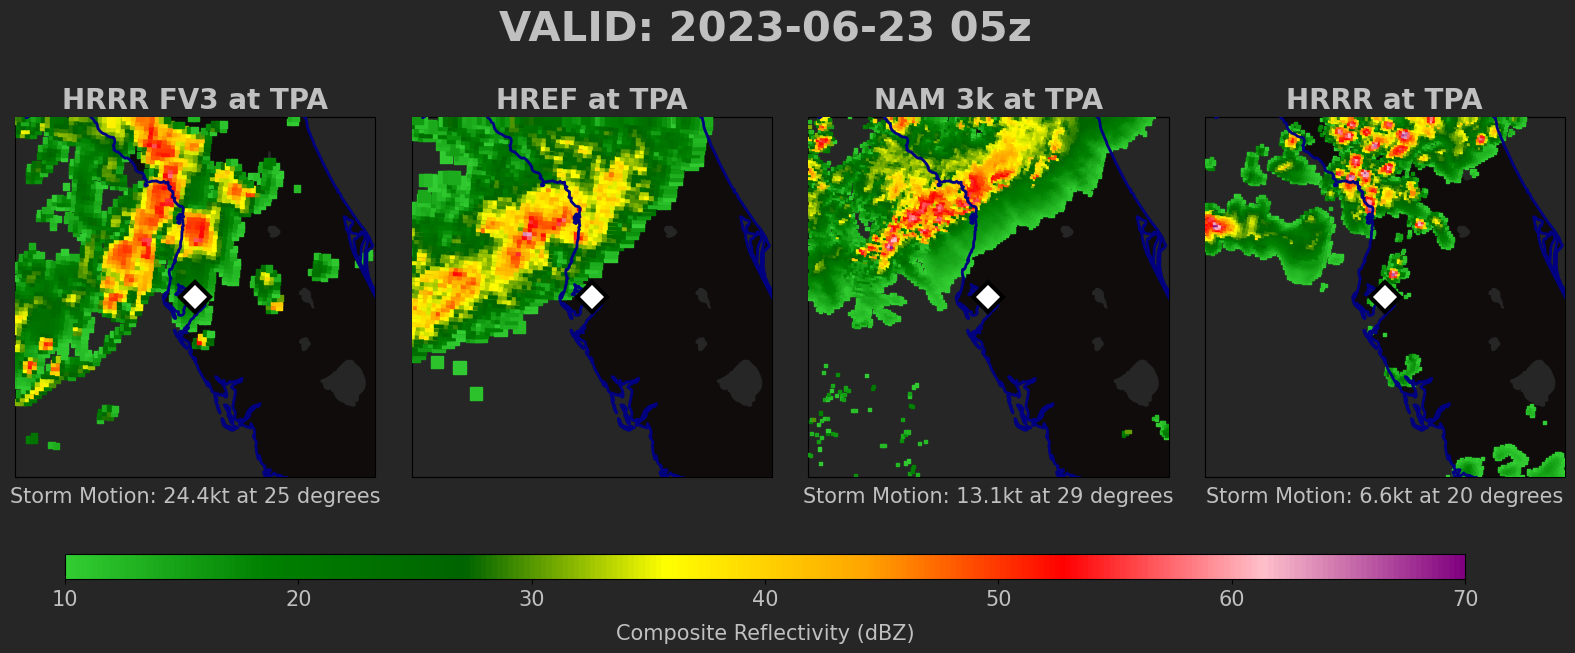 VALID: 2023-06-23 05z
HRRR FV3 at TPA
HREF at TPA
NAM 3k at TPA
HRRR at TPA
Storm Motion: 24.4kt at 25 degrees
Storm Motion: 13.1kt at 29 degrees
Storm Motion: 6.6kt at 20 degrees
10 20 30 40 50 60 70
Composite Reflectivity (dBZ)